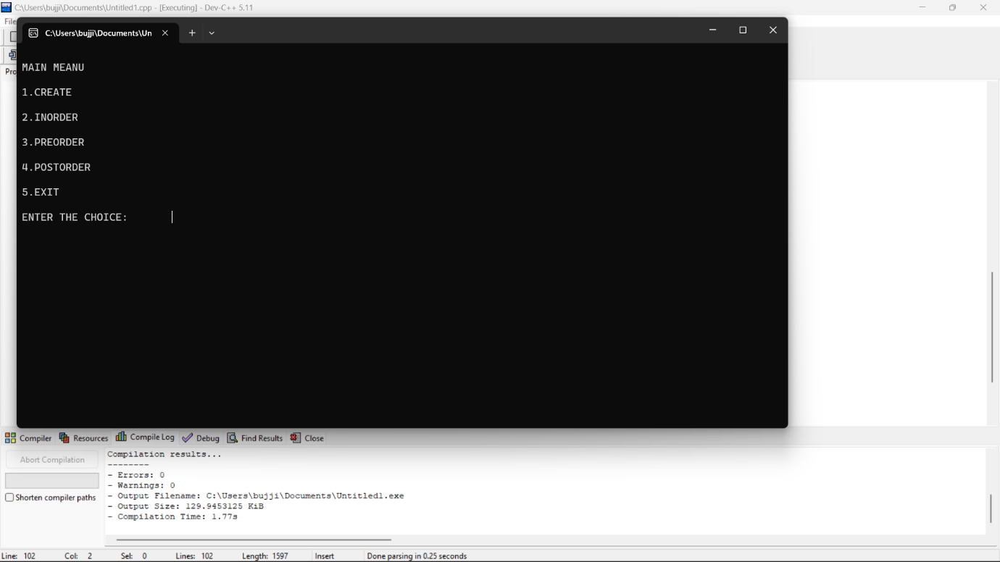 C:\Users\bujji\Documents\Untitled1.cpp - [Executing] - Dev-C++ 5.11
File
C:\Users\bujji\Documents\Un
Pro
MAIN MEANU
1.CREATE
2.INORDER
3.PREORDER
4.POSTORDER
5.EXIT
ENTER THE CHOICE:
Compiler Resources Compile Log Debug Find Results Close
Abort Compilation
Shorten compiler paths
Compilation results...
--------
- Errors: 0
- Warnings: 0
- Output Filename: C:\Users\bujji\Documents\Untitled1.exe
- Output Size: 129.9453125 KiB
- Compilation Time: 1.77s
Line: 102 Col: 2 Sel: 0 Lines: 102 Length: 1597 Insert Done parsing in 0.25 seconds